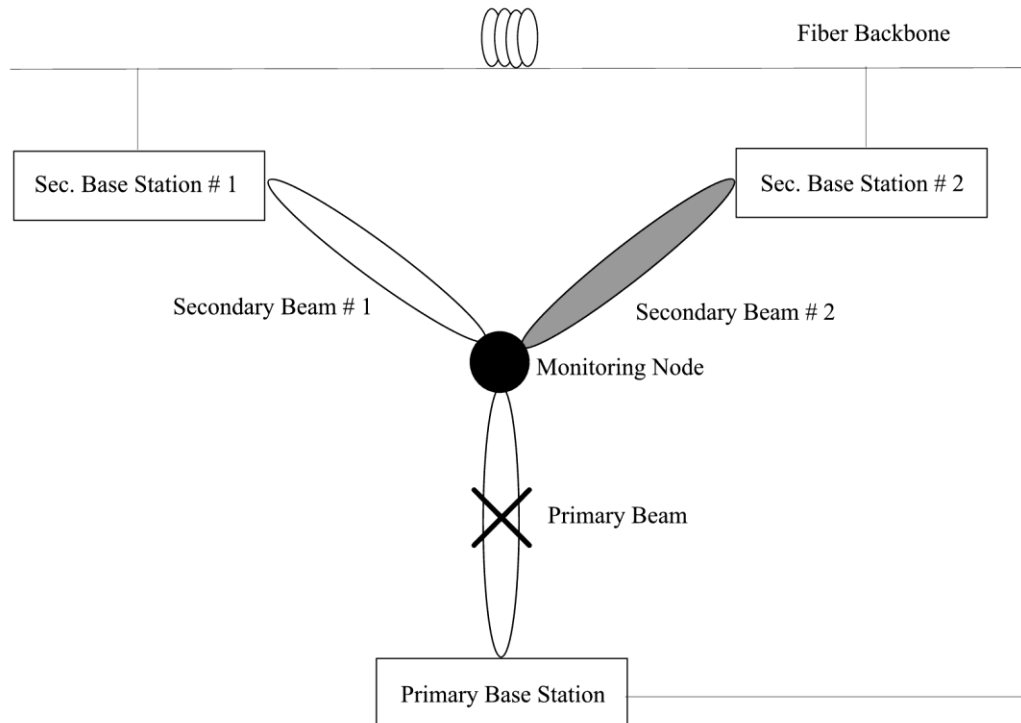 Fiber Backbone
Sec. Base Station # 1
Sec. Base Station # 2
Secondary Beam # 1
Secondary Beam # 2
Monitoring Node
Primary Beam
Primary Base Station